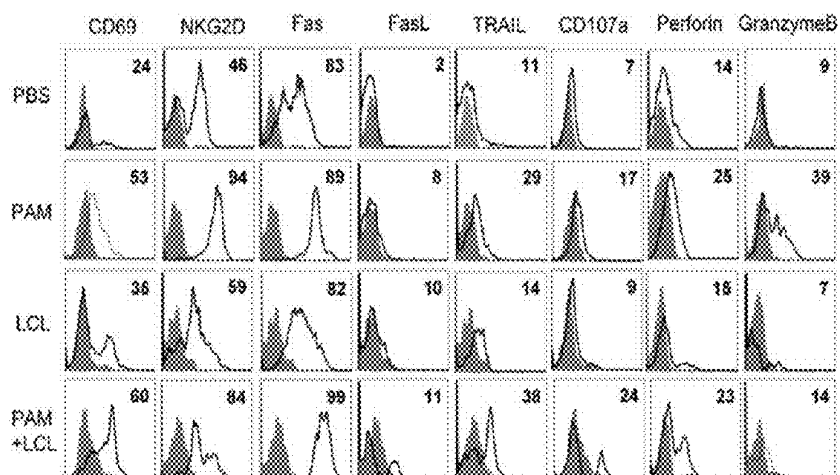 CD69 NKG2D Fas FasL TRAIL CD107a Perforin GranzymeB
PBS 24 46 83 2 11 7 14 9
PAM 53 94 89 8 29 17 25 39
LCL 36 59 82 10 14 9 18 7
PAM 60 84 99 11 38 24 23 14
+LCL